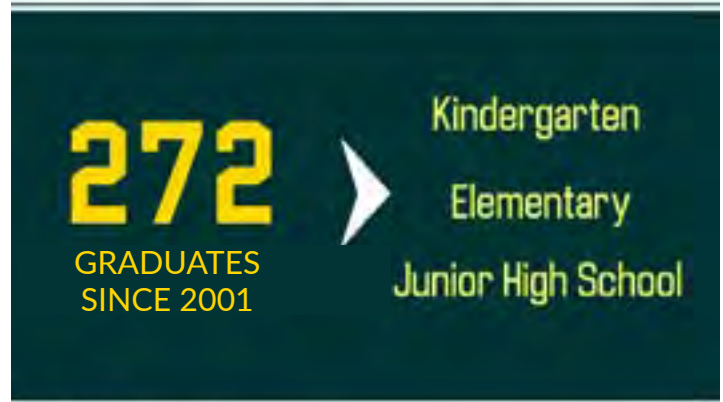 272
GRADUATES
SINCE 2001
Kindergarten
Elementary
Junior High School